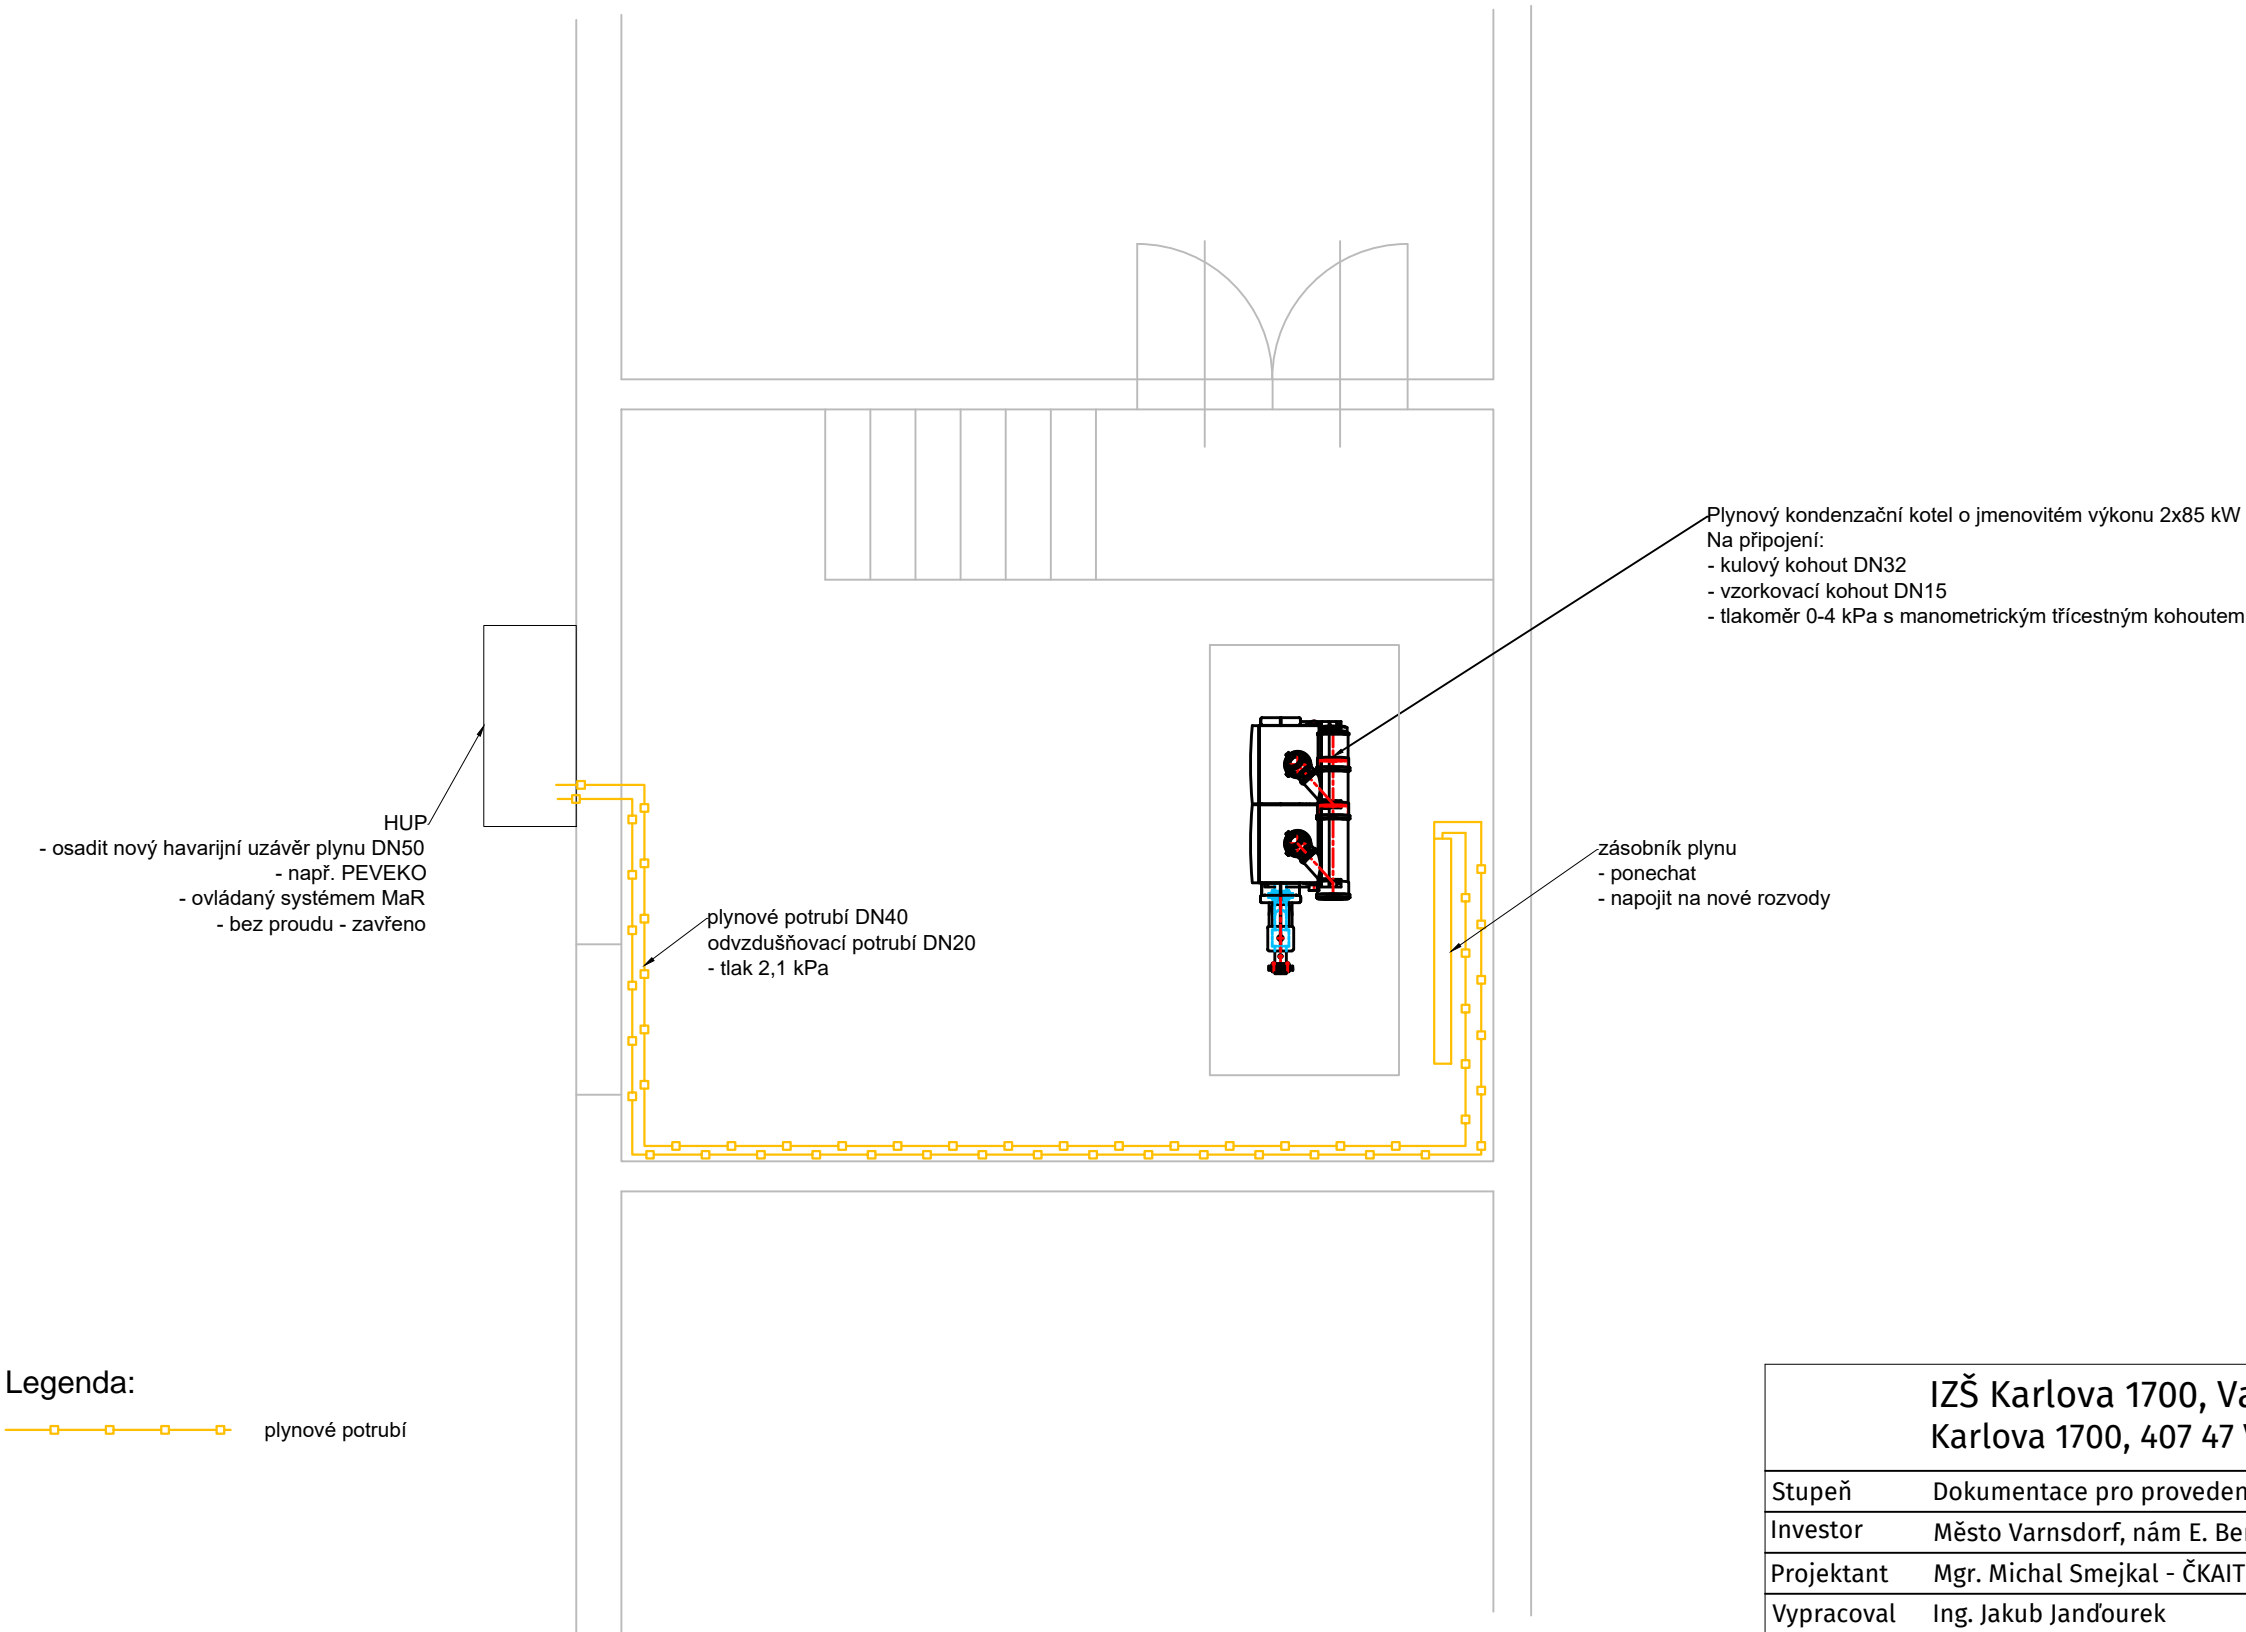 Plynový kondenzační kotel o jmenovitém výkonu 2x85 kW
Na připojení:
- kulový kohout DN32
- vzorkovací kohout DN15
- tlakoměr 0-4 kPa s manometrickým třícestným kohoutem
HUP
- osadit nový havarijní uzávěr plynu DN50
- např. PEVEKO
- ovládaný systémem MaR
- bez proudu - zavřeno
plynové potrubí DN40
odvzdušňovací potrubí DN20
- tlak 2,1 kPa
zásobník plynu
- ponechat
- napojit na nové rozvody
Legenda:
plynové potrubí
IZŠ Karlova 1700, Va
Karlova 1700, 407 47 V
Stupeň Dokumentace pro proveden
Investor Město Varnsdorf, nám E. Be
Projektant Mgr. Michal Smejkal - ČKAIT
Vypracoval Ing. Jakub Janďourek